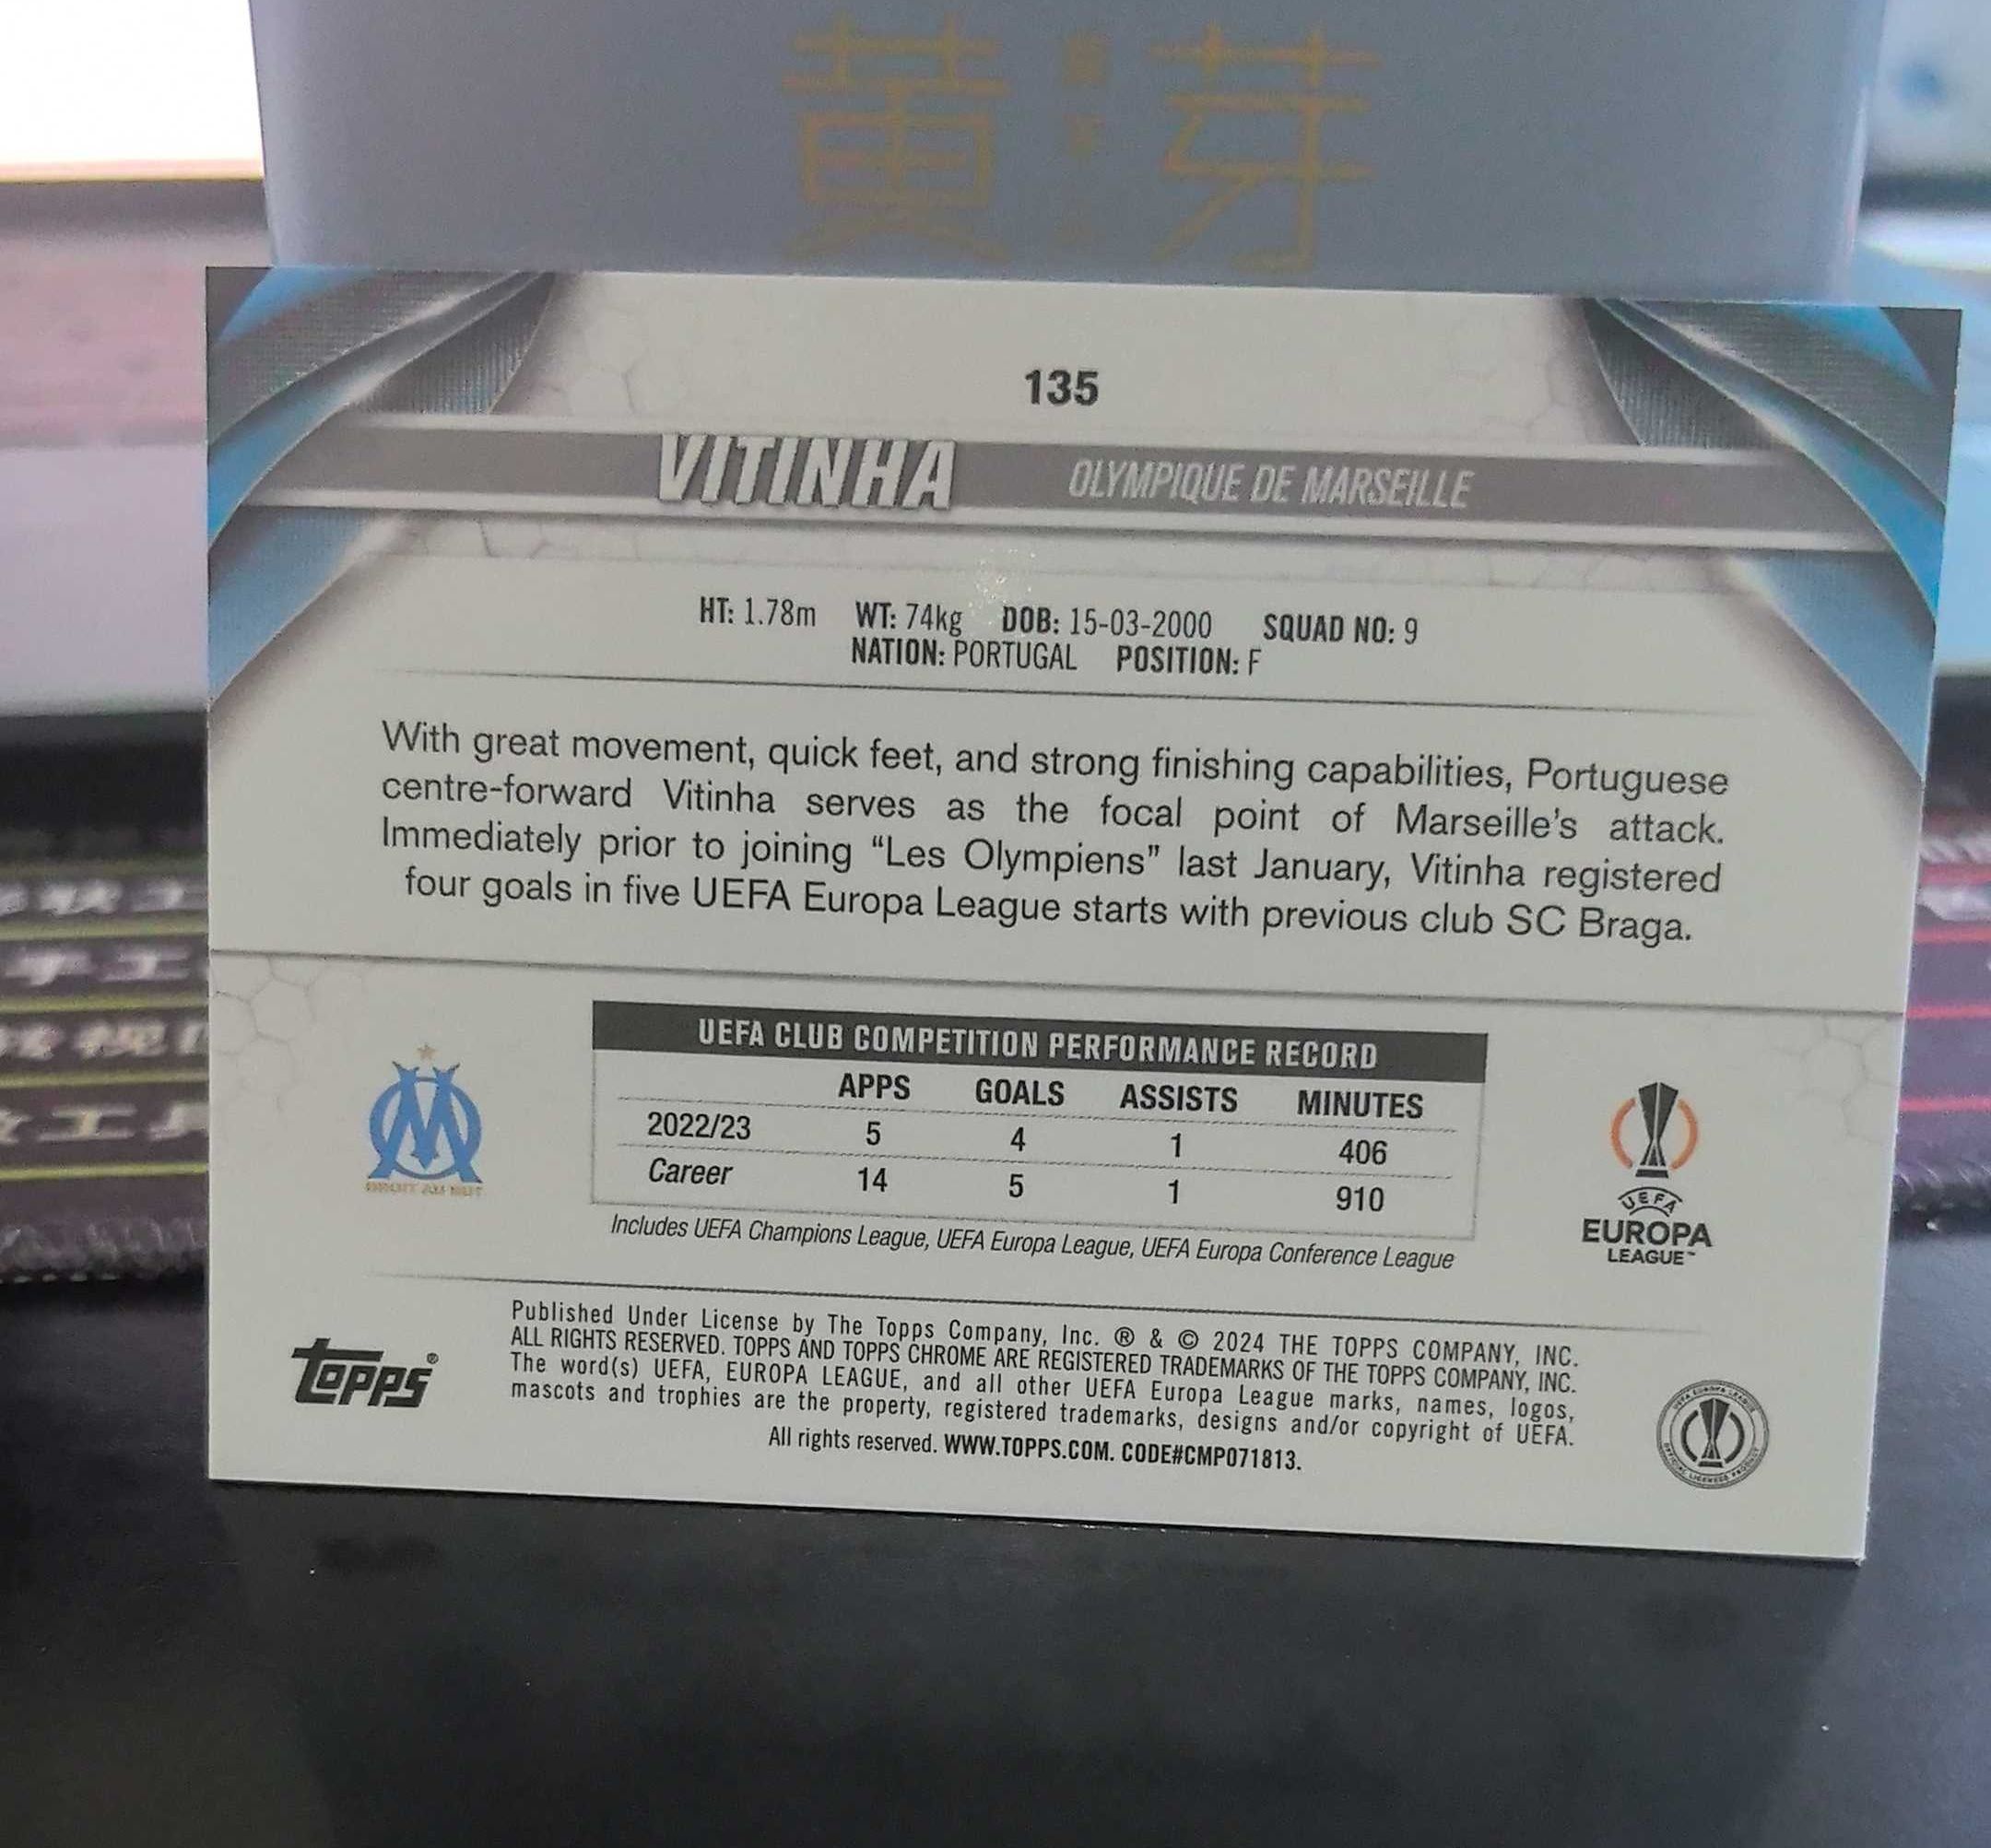 黄 芽
135
VITINHA OLYMPIQUE DE MARSEILLE
HT: 1.78m WT: 74kg DOB: 15-03-2000 SQUAD NO: 9
NATION: PORTUGAL POSITION: F
With great movement, quick feet, and strong finishing capabilities, Portuguese
centre-forward Vitinha serves as the focal point of Marseille's attack.
Immediately prior to joining “Les Olympiens” last January, Vitinha registered
four goals in five UEFA Europa League starts with previous club SC Braga.
UEFA CLUB COMPETITION PERFORMANCE RECORD
APPS GOALS ASSISTS MINUTES
2022/23 5 4 1 406
Career 14 5 1 910
Includes UEFA Champions League, UEFA Europa League, UEFA Europa Conference League
UEFA
EUROPA
LEAGUE™
topps®
Published Under License by The Topps Company, Inc. ® & © 2024 THE TOPPS COMPANY, INC.
ALL RIGHTS RESERVED. TOPPS AND TOPPS CHROME ARE REGISTERED TRADEMARKS OF THE TOPPS COMPANY, INC.
The word(s) UEFA, EUROPA LEAGUE, and all other UEFA Europa League marks, names, logos,
mascots and trophies are the property, registered trademarks, designs and/or copyright of UEFA.
All rights reserved. WWW.TOPPS.COM. CODE#CMP071813.